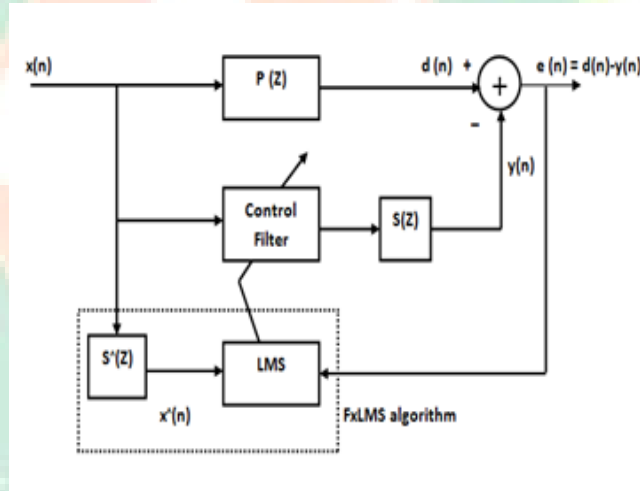 x(n)
P (Z)
d (n) +
e (n) = d(n)-y(n)
+
−
y(n)
Control
Filter
S(Z)
S^(Z)
LMS
x'(n)
FxLMS algorithm